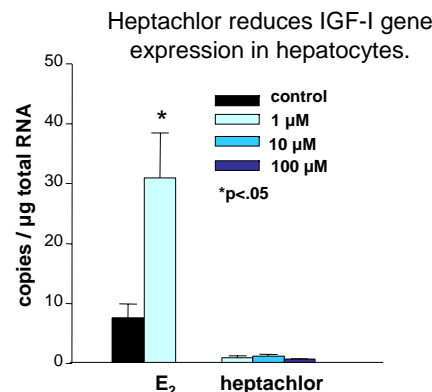 Heptachlor reduces IGF-I gene
expression in hepatocytes.
50
40
30
20
10
0
copies / µg total RNA
*
control
1 µM
10 µM
100 µM
*p<.05
E₂
heptachlor